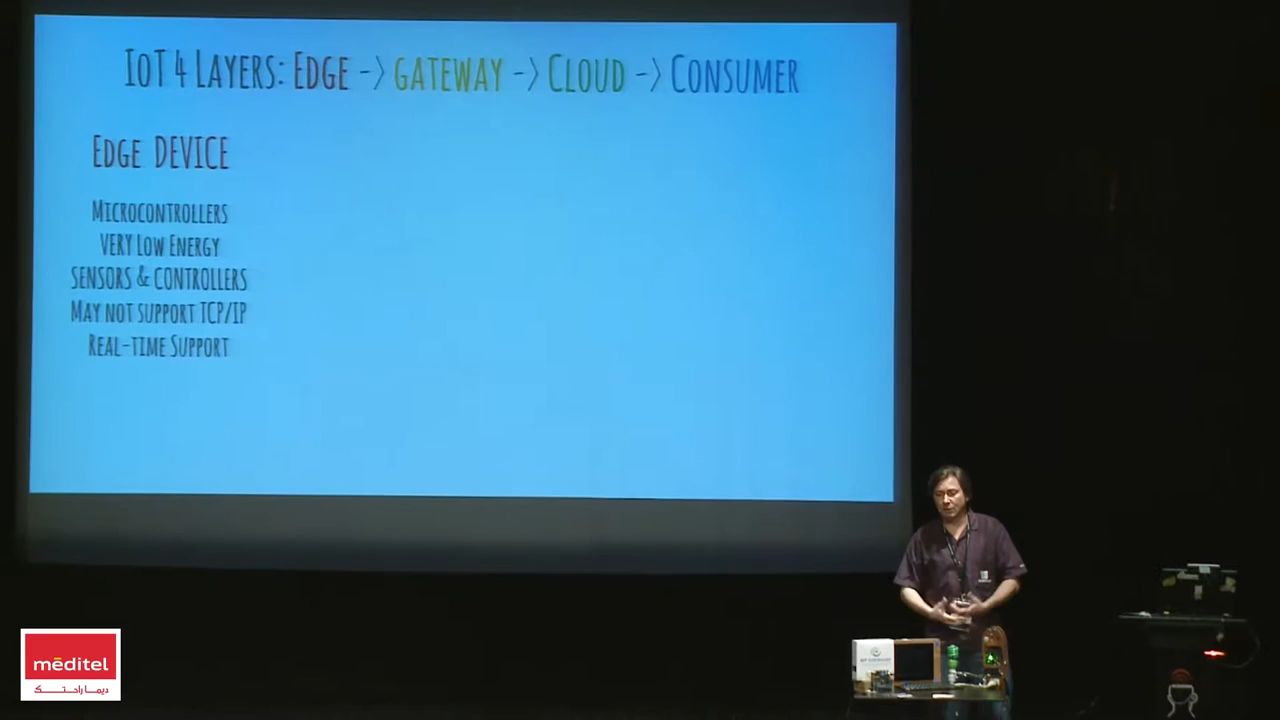 IoT 4 Layers: Edge -> Gateway -> Cloud -> Consumer
Edge DEVICE
Microcontrollers
VERY Low Energy
SENSORS & CONTROLLERS
May not support TCP/IP
Real-time Support
méditel
ديما راحتك